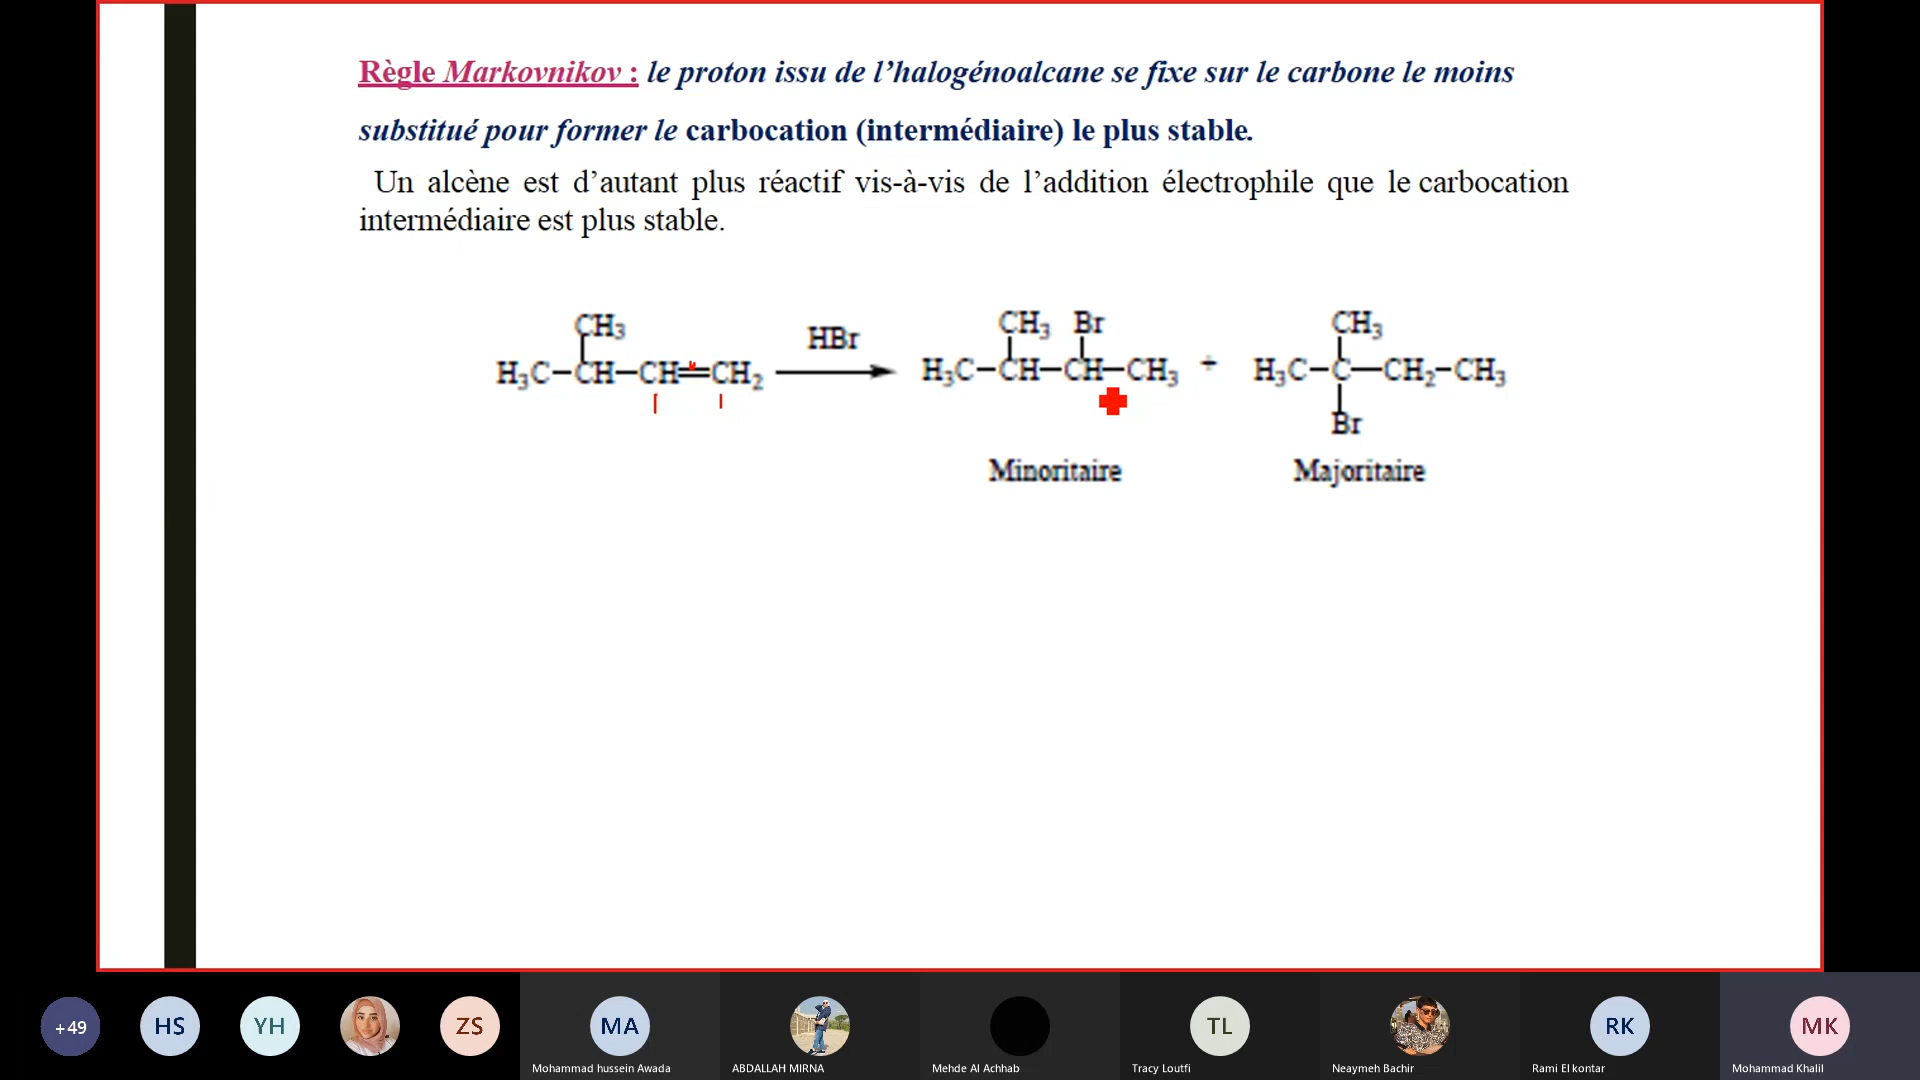 Règle Markovnikov : le proton issu de l’halogénoalcane se fixe sur le carbone le moins
substitué pour former le carbocation (intermédiaire) le plus stable.
Un alcène est d’autant plus réactif vis-à-vis de l’addition électrophile que le carbocation
intermédiaire est plus stable.
CH₃
H₃C–CH–CH=CH₂
HBr
CH₃ Br
H₃C–CH–CH–CH₃
+
CH₃
H₃C–C–CH₂–CH₃
Br
Minoritaire
Majoritaire
+49
HS
YH
ZS
MA
TL
RK
MK
Mohammad hussein Awada
ABDALLAH MIRNA
Mehde Al Achhab
Tracy Loutfi
Neaymeh Bachir
Rami El kontar
Mohammad Khalil